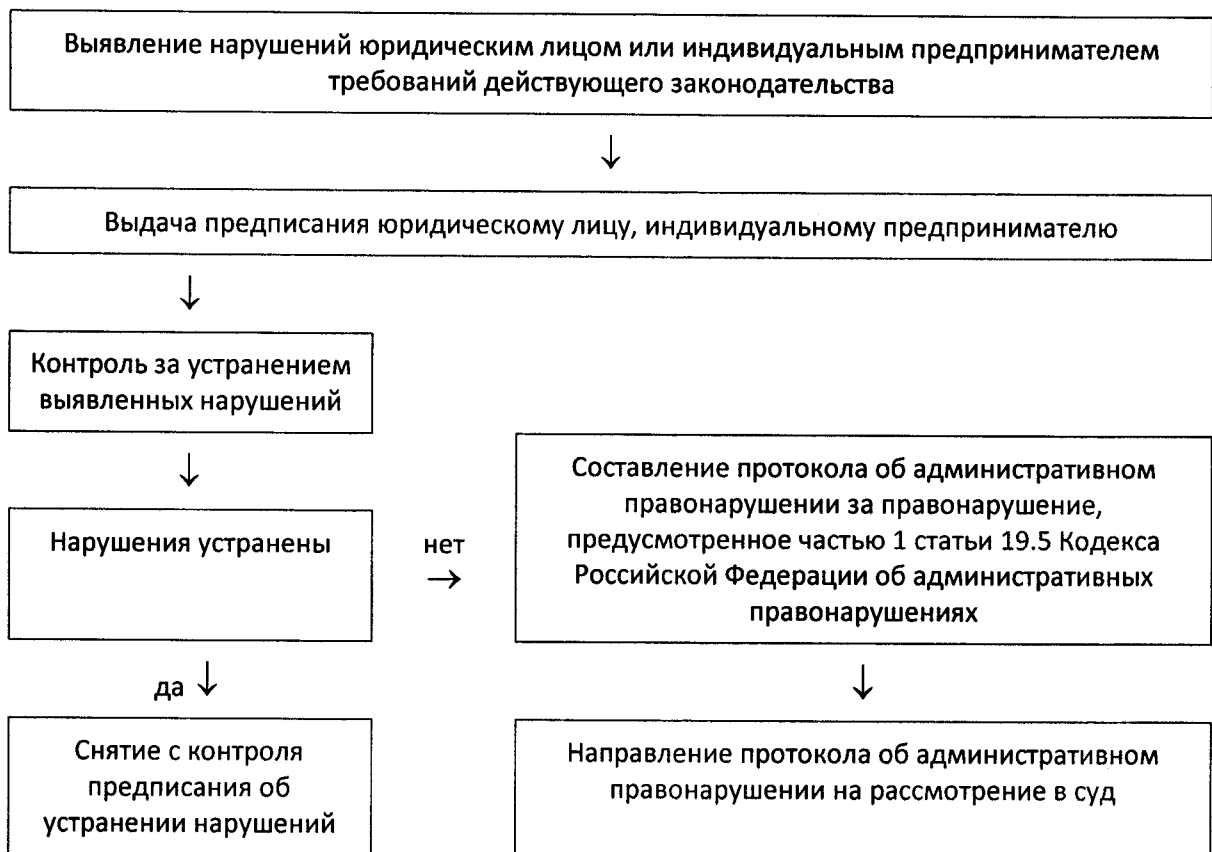 Выявление нарушений юридическим лицом или индивидуальным предпринимателем
требований действующего законодательства
↓
Выдача предписания юридическому лицу, индивидуальному предпринимателю
↓
Контроль за устранением
выявленных нарушений
↓
Нарушения устранены
нет
→
Составление протокола об административном
правонарушении за правонарушение,
предусмотренное частью 1 статьи 19.5 Кодекса
Российской Федерации об административных
правонарушениях
да ↓
↓
Снятие с контроля
предписания об
устранении нарушений
Направление протокола об административном
правонарушении на рассмотрение в суд